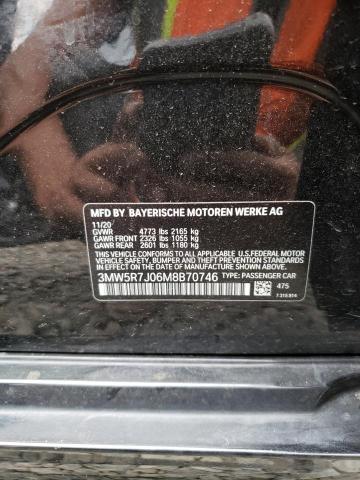 MFD BY BAYERISCHE MOTOREN WERKE AG
11/20
GVWR 4773 lbs 2165 kg
GAWR FRONT 2326 lbs 1055 kg
GAWR REAR 2601 lbs 1180 kg
THIS VEHICLE CONFORMS TO ALL APPLICABLE U.S.FEDERAL MOTOR
VEHICLE SAFETY, BUMPER, AND THEFT PREVENTION STANDARDS
IN EFFECT ON THE DATE OF MANUFACTURE SHOWN ABOVE.
3MW5R7J06M8B70746 TYPE: PASSENGER CAR
475